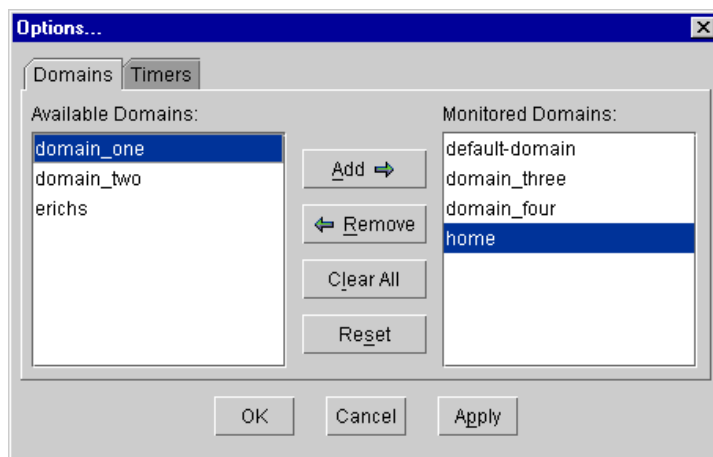 Options...
Domains Timers
Available Domains:
domain_one
domain_two
erichs
Add
Remove
Clear All
Reset
Monitored Domains:
default-domain
domain_three
domain_four
home
OK Cancel Apply